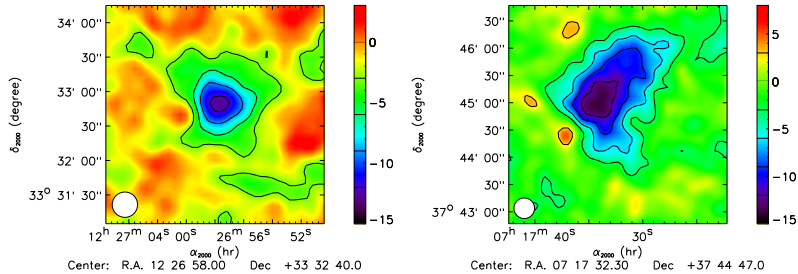 34' 00''
30''
33' 00''
30''
32' 00''
30''
33° 31' 30''
δ2000 (degree)
12h 27m 04s 00s 26m 56s 52s
α2000 (hr)
Center: R.A. 12 26 58.00 Dec +33 32 40.0
0
−5
−10
−15
30''
46' 00''
30''
45' 00''
30''
44' 00''
30''
37° 43' 00''
δ2000 (degree)
07h 17m 40s 30s
α2000 (hr)
Center: R.A. 07 17 32.30 Dec +37 44 47.0
5
0
−5
−10
−15